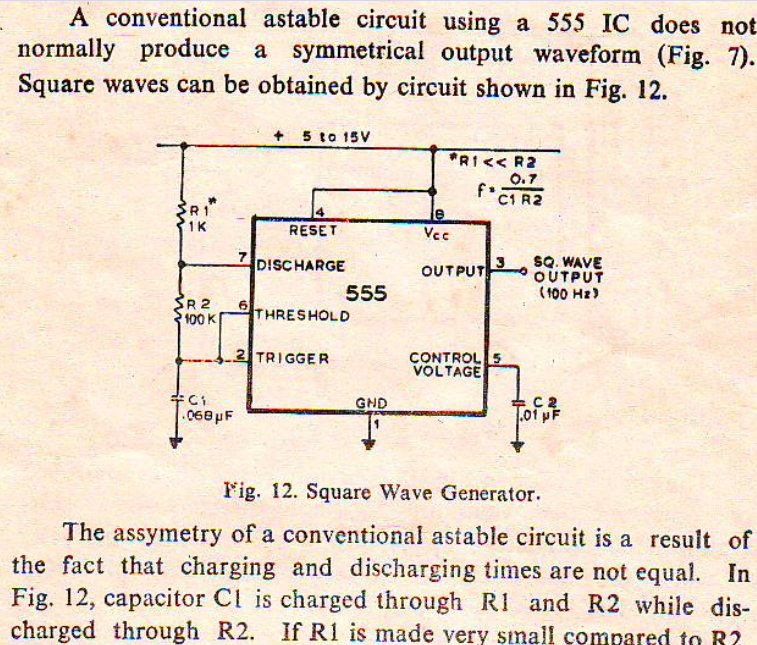 A conventional astable circuit using a 555 IC does not
normally produce a symmetrical output waveform (Fig. 7).
Square waves can be obtained by circuit shown in Fig. 12.
+ 5 to 15V
*R1 << R2
f= 0.7
C1 R2
R1*
1K
4
RESET
8
Vcc
7
DISCHARGE
OUTPUT
3
SQ. WAVE
OUTPUT
(100 Hz)
555
R2
100K
6
THRESHOLD
2
TRIGGER
CONTROL
VOLTAGE
5
C1
.068µF
GND
1
C2
.01µF
Fig. 12. Square Wave Generator.
The assymetry of a conventional astable circuit is a result of
the fact that charging and discharging times are not equal. In
Fig. 12, capacitor C1 is charged through R1 and R2 while dis-
charged through R2. If R1 is made very small compared to R2